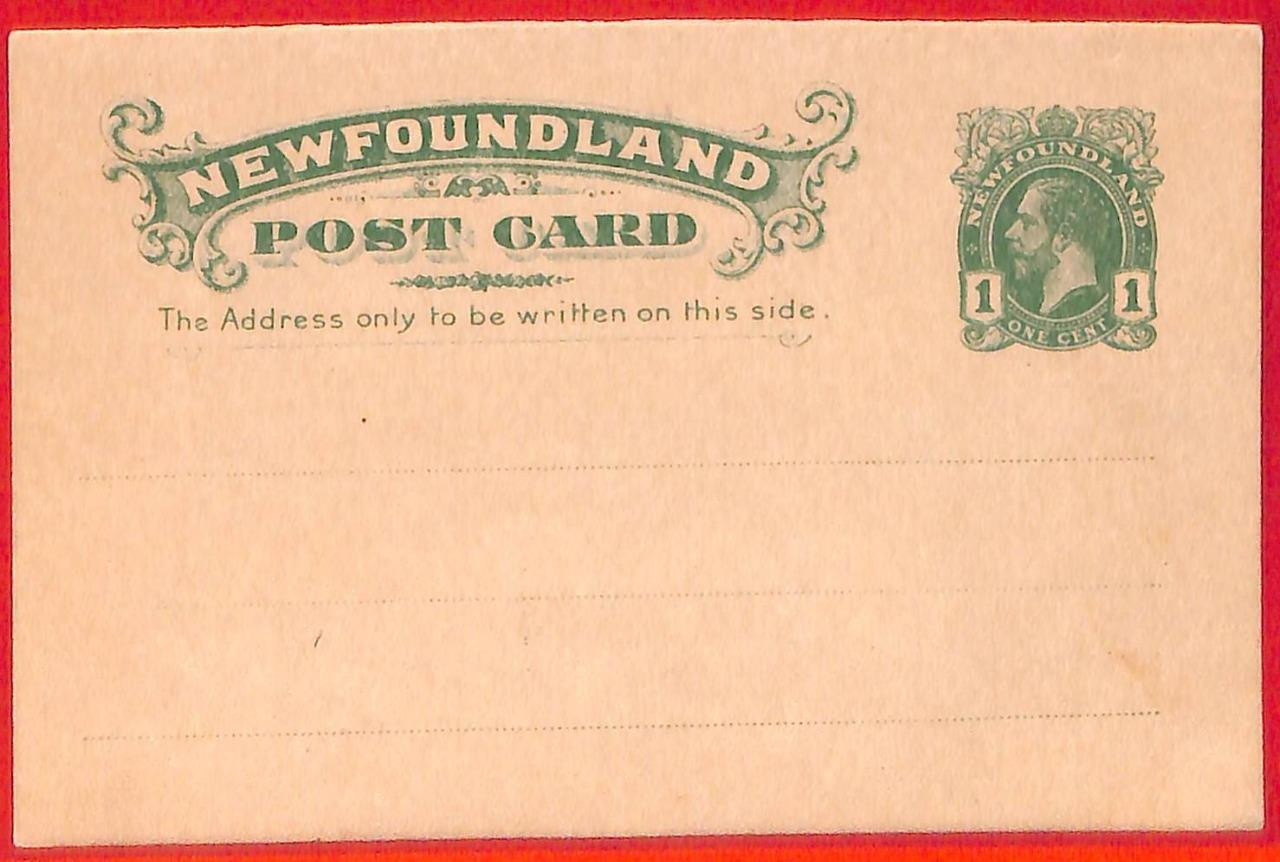 NEWFOUNDLAND
POST CARD
The Address only to be written on this side.
NEWFOUNDLAND
1 1
ONE CENT